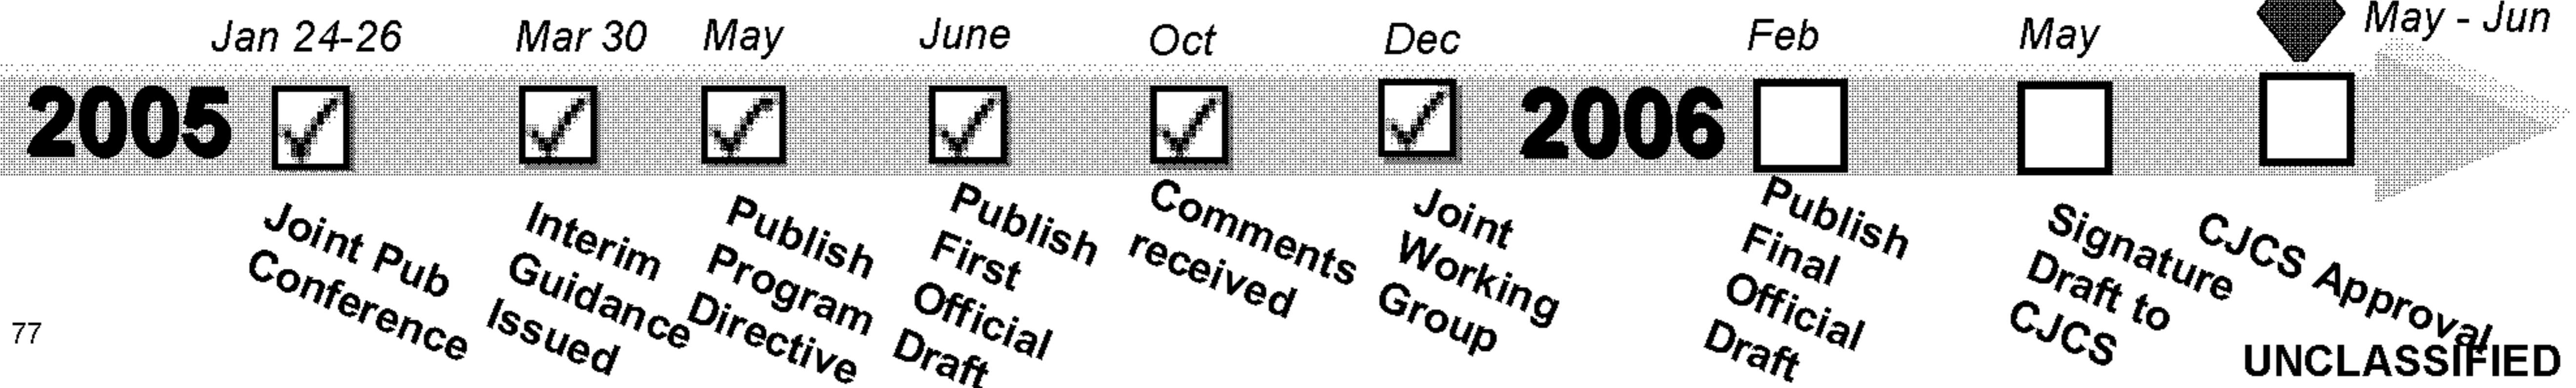 Jan 24-26
Mar 30
May
June
Oct
Dec
Feb
May
May - Jun
2005
2006
Joint Pub
Conference
Interim
Guidance
Issued
Publish
Program
Directive
Publish
First
Official
Draft
Comments
received
Joint
Working
Group
Publish
Final
Official
Draft
Signature
Draft to
CJCS
CJCS Approval
77
UNCLASSIFIED